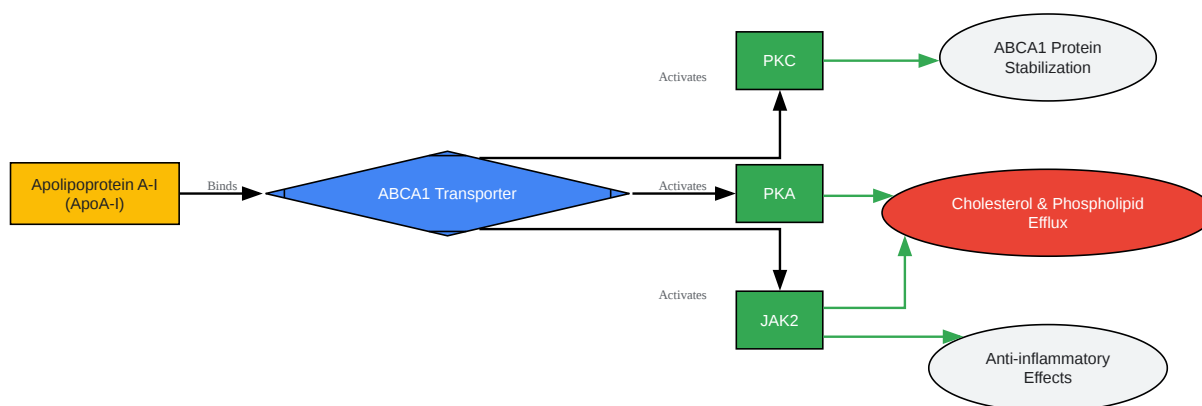 Apolipoprotein A-I
(ApoA-I)
Binds
ABCA1 Transporter
Activates
PKC
ABCA1 Protein
Stabilization
Activates
PKA
Cholesterol & Phospholipid
Efflux
Activates
JAK2
Anti-inflammatory
Effects